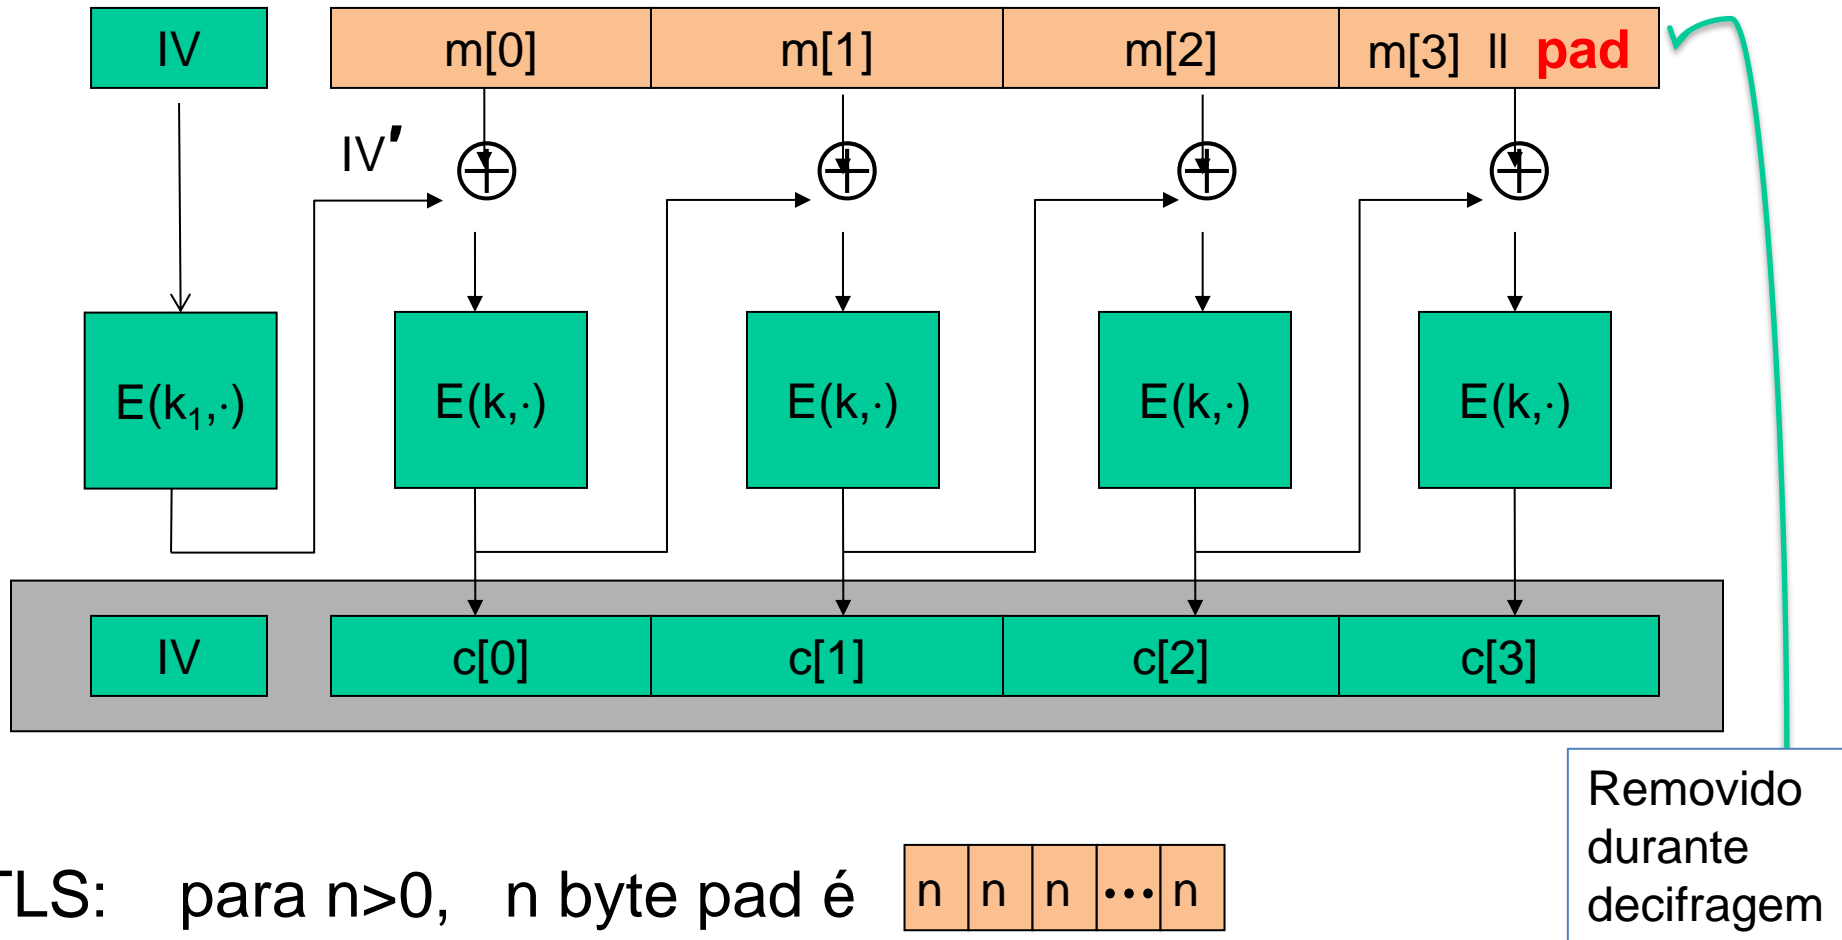 IV m[0] m[1] m[2] m[3] ll pad
IV'
E(k₁,·) E(k,·) E(k,·) E(k,·) E(k,·)
IV c[0] c[1] c[2] c[3]
Removido
durante
decifragem
TLS: para n>0, n byte pad é n n n ... n